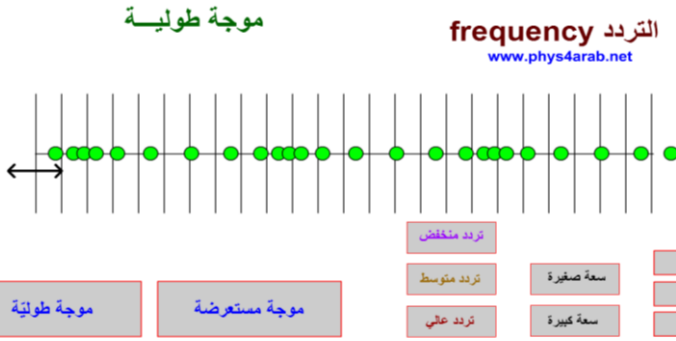 موجة طوليـــة
التردد frequency
www.phys4arab.net
تردد منخفض
تردد متوسط
سعة صغيرة
موجة طوليّة
موجة مستعرضة
تردد عالي
سعة كبيرة